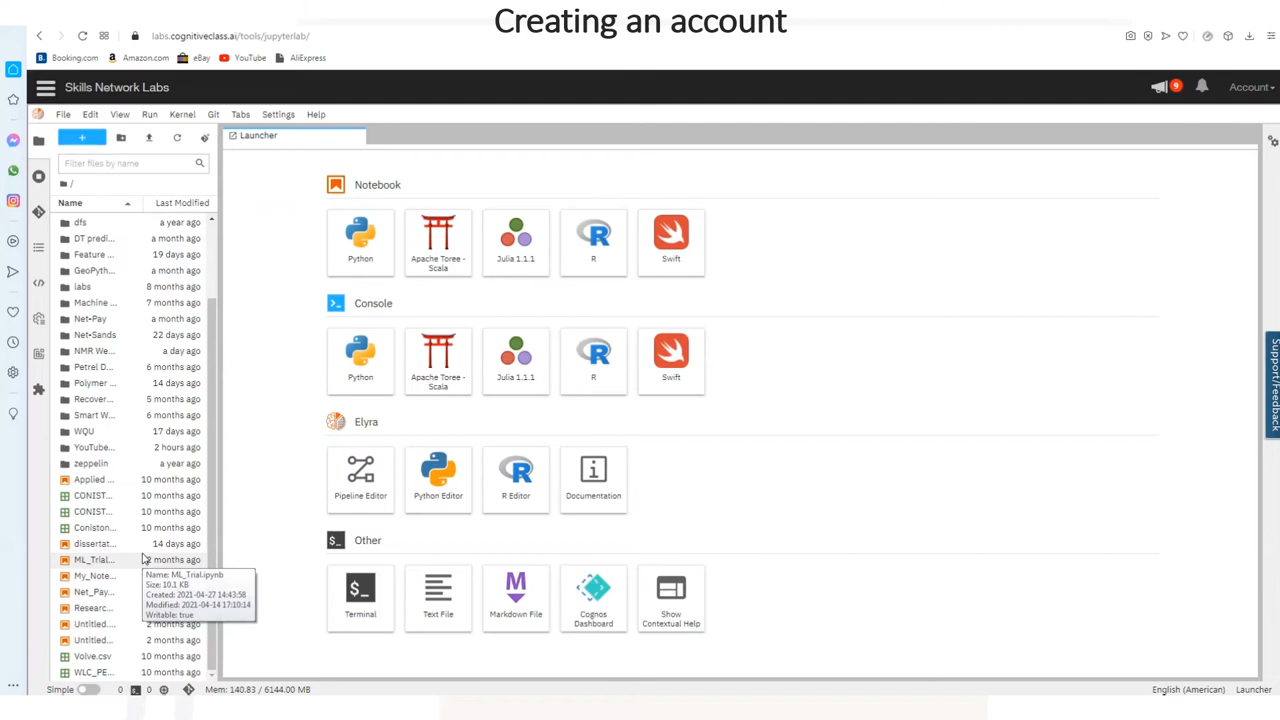 Creating an account
labs.cognitiveclass.ai/tools/jupyterlab/
Booking.com Amazon.com eBay YouTube AliExpress
Skills Network Labs 9 Account
File Edit View Run Kernel Git Tabs Settings Help
+ Launcher
Filter files by name
/
Name Last Modified
dfs a year ago
DT predi... a month ago
Feature ... 19 days ago
GeoPyth... a month ago
labs 8 months ago
Machine ... 7 months ago
Net-Pay a month ago
Net-Sands 22 days ago
NMR We... a day ago
Petrel D... 6 months ago
Polymer ... 14 days ago
Recover... 5 months ago
Smart W... 6 months ago
WQU 17 days ago
YouTube... 2 hours ago
zeppelin a year ago
Applied ... 10 months ago
CONIST... 10 months ago
CONIST... 10 months ago
Coniston... 10 months ago
dissertat... 14 days ago
ML_Trial... 2 months ago
My_Note...
Net_Pay...
Researc...
Untitled.... 2 months ago
Untitled... 2 months ago
Volve.csv 10 months ago
WLC_PE... 10 months ago
Name: ML_Trial.ipynb
Size: 10.1 KB
Created: 2021-04-27 14:43:58
Modified: 2021-04-14 17:10:14
Writable: true
Notebook
Python
Apache Toree - Scala
Julia 1.1.1
R
Swift
Console
Python
Apache Toree - Scala
Julia 1.1.1
R
Swift
Elyra
Pipeline Editor
Python Editor
R Editor
Documentation
$_ Other
$_ Terminal
Text File
Markdown File
Cognos Dashboard
Show Contextual Help
Support/Feedback
Simple 0 $_ 0 Mem: 140.83 / 6144.00 MB English (American) Launcher